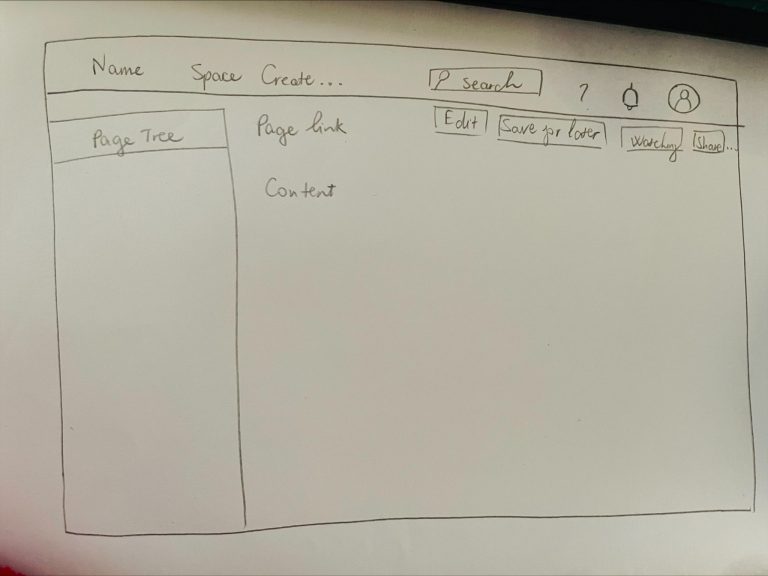 Name Space Create... search ?
Page Tree Page link Edit Save for later Watching Share...
Content